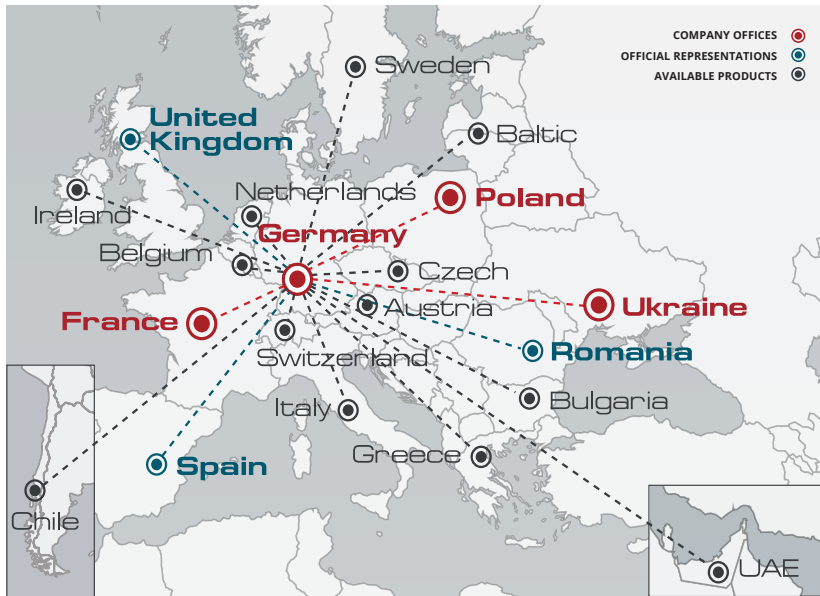 COMPANY OFFICES
OFFICIAL REPRESENTATIONS
AVAILABLE PRODUCTS
Sweden
United
Kingdom
Baltic
Netherlands
Poland
Ireland
Germany
Belgium
Czech
Austria
Ukraine
France
Switzerland
Romania
Italy
Bulgaria
Greece
Spain
Chile
UAE